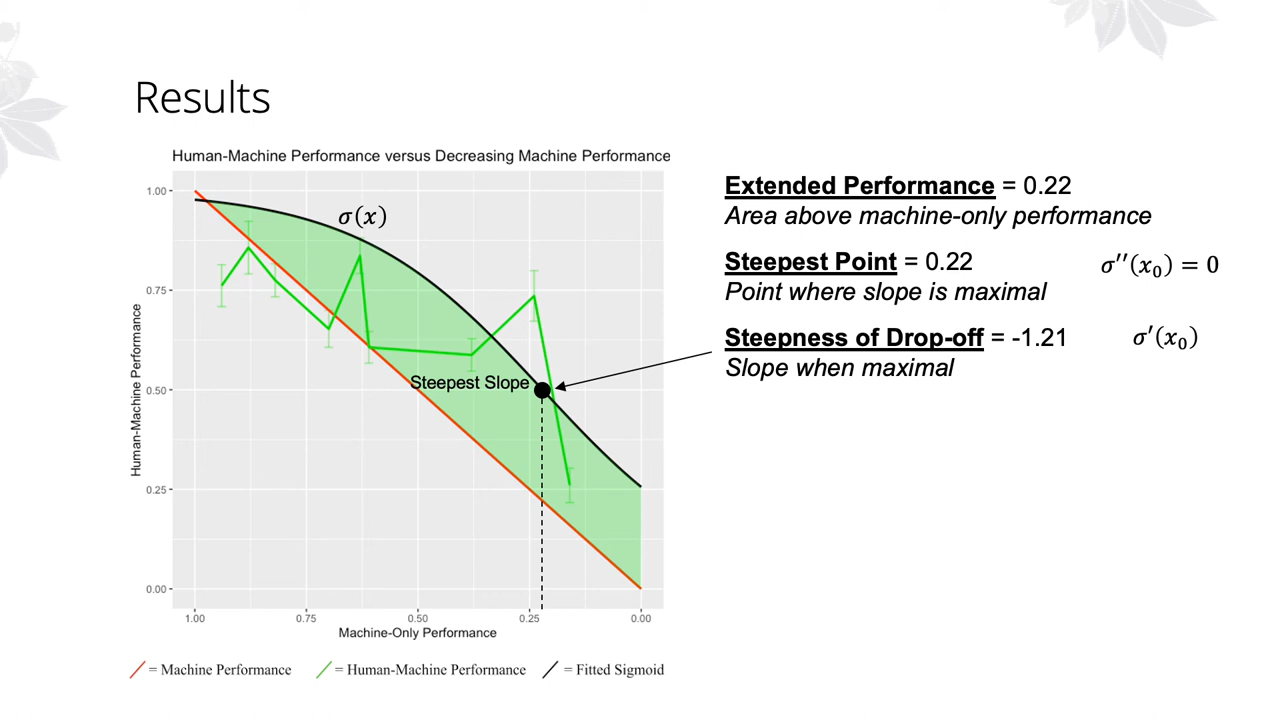 Results
Human-Machine Performance versus Decreasing Machine Performance
Human-Machine Performance
1.00
0.75
0.50
0.25
0.00
σ(x)
Steepest Slope
1.00 0.75 0.50 0.25 0.00
Machine-Only Performance
= Machine Performance = Human-Machine Performance = Fitted Sigmoid
Extended Performance = 0.22
Area above machine-only performance
Steepest Point = 0.22 σ′′(x₀) = 0
Point where slope is maximal
Steepness of Drop-off = -1.21 σ′(x₀)
Slope when maximal